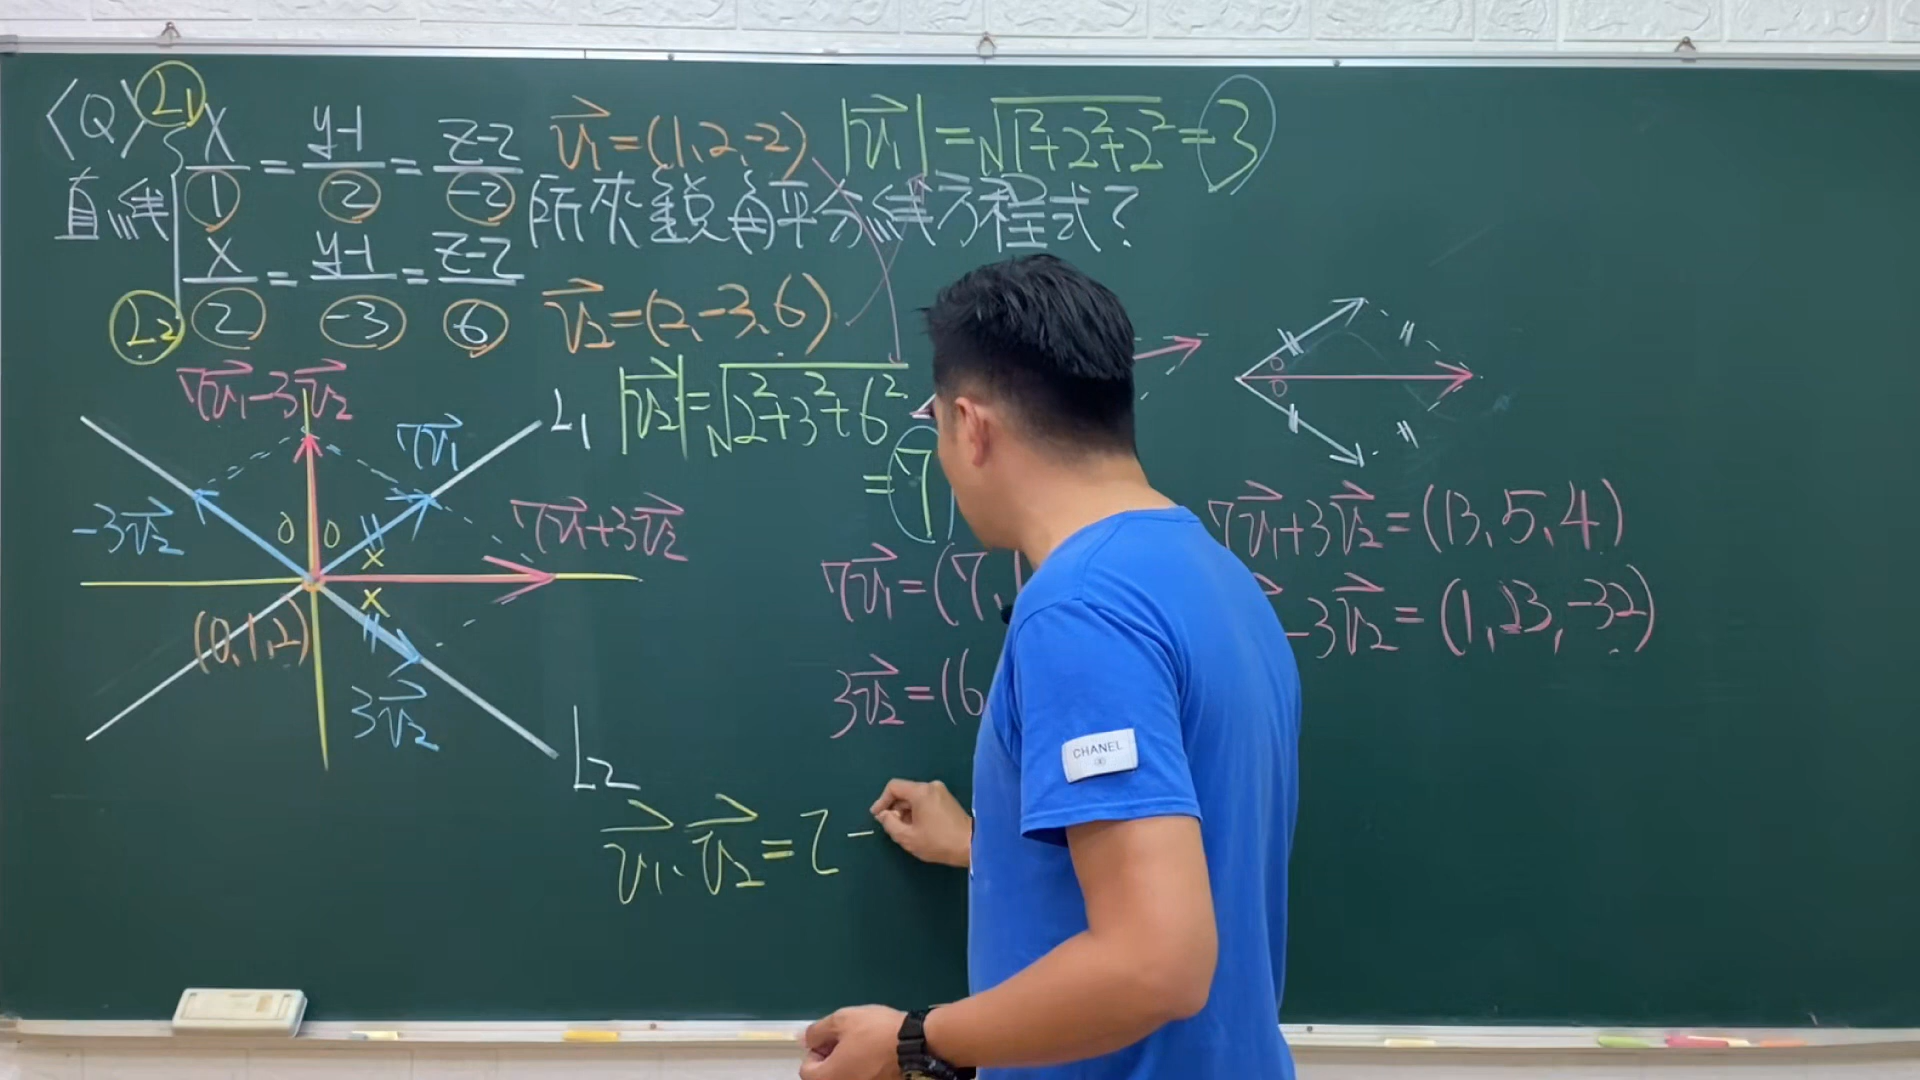 〈Q〉 L₁ x/1 = y-1/2 = z-2/-2
直线 所夾銳角平分线方程式?
L₂ x/2 = y-1/-3 = z-2/6
v₁⃗=(1,2,-2)
|v₁⃗|=√1²+2²+2²=3
v₂⃗=(2,-3,6)
|v₂⃗|=√2²+3²+6²
=7
7v₁⃗-3v₂⃗
7v₁⃗
L₁
-3v₂⃗
7v₁⃗+3v₂⃗
(0,1,2)
3v₂⃗
L₂
7v₁⃗=(7,1
3v₂⃗=(6
7v₁⃗+3v₂⃗=(13,5,4)
-3v₂⃗=(1,23,-32)
v₁⃗·v₂⃗=2-
CHANEL